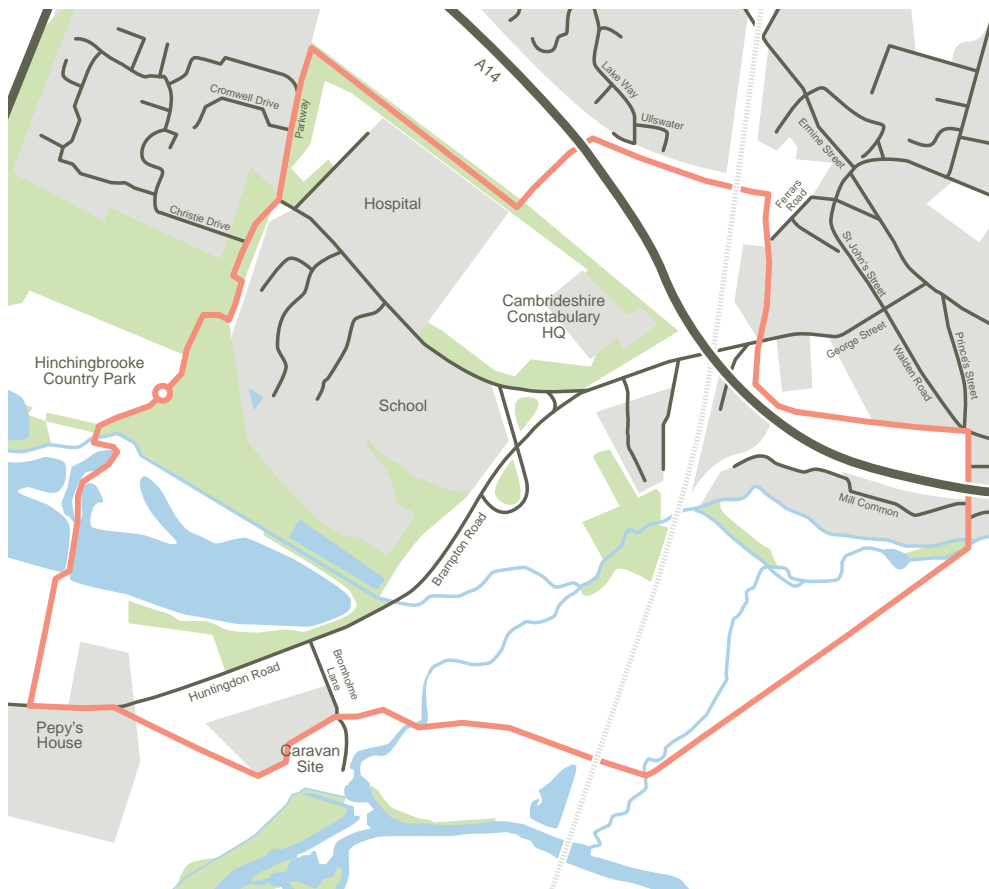 A14
Lake Way
Ullswater
Cromwell Drive
Parkway
Ermine Street
Ferrars
Road
Hospital
Christie Drive
St John's Street
Cambrideshire
Constabulary
HQ
George Street
Prince's Street
Walden Road
Hinchingbrooke
Country Park
School
Mill Common
Brampton Road
Bromholme
Lane
Huntingdon Road
Pepy's
House
Caravan
Site